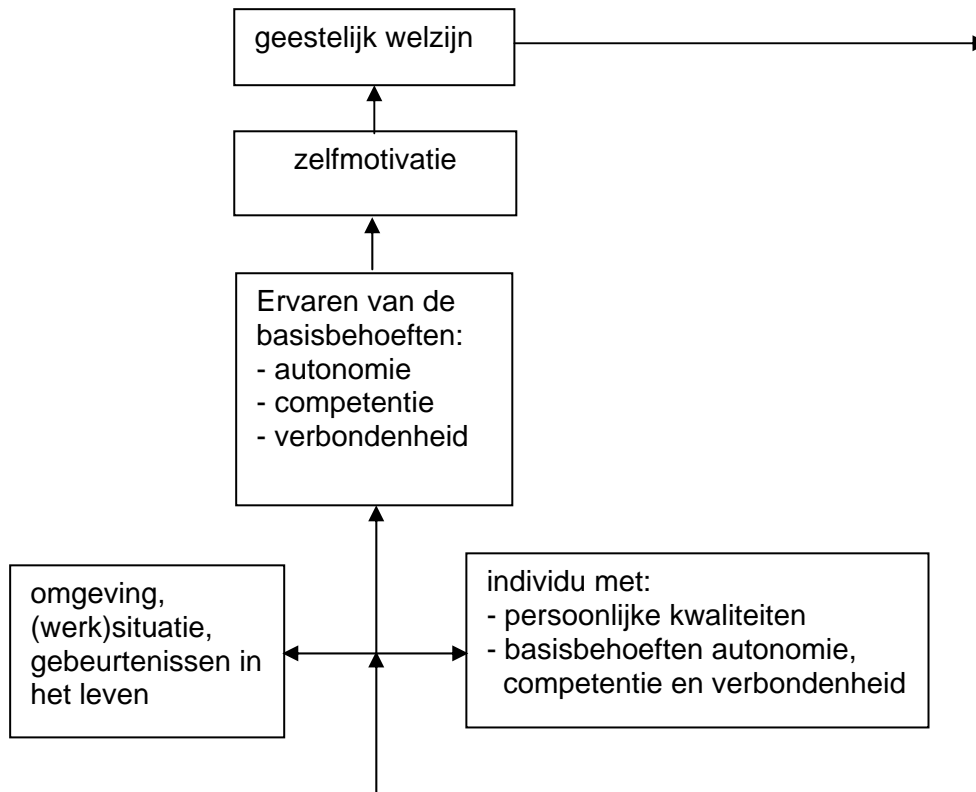 geestelijk welzijn
zelfmotivatie
Ervaren van de
basisbehoeften:
- autonomie
- competentie
- verbondenheid
omgeving,
(werk)situatie,
gebeurtenissen in
het leven
individu met:
- persoonlijke kwaliteiten
- basisbehoeften autonomie,
competentie en verbondenheid